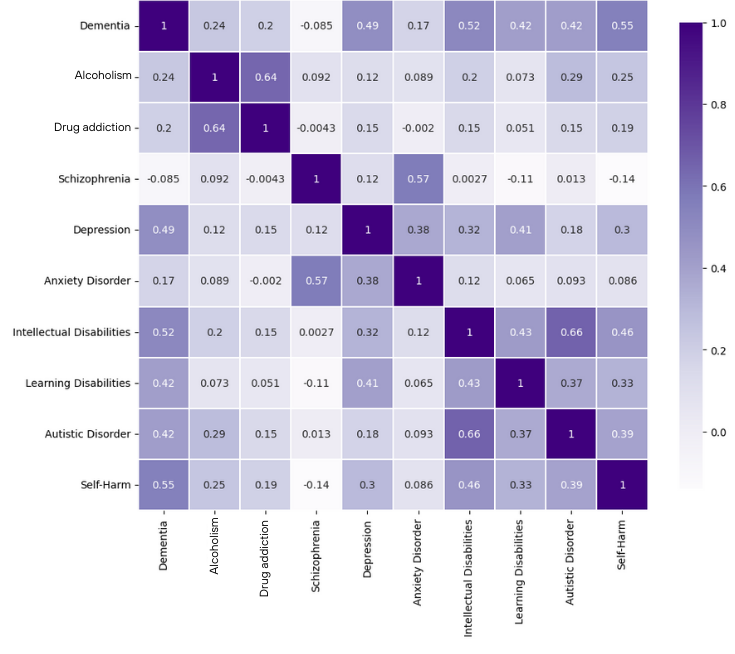 Dementia 1 0.24 0.2 -0.085 0.49 0.17 0.52 0.42 0.42 0.55 1.0
Alcoholism 0.24 1 0.64 0.092 0.12 0.089 0.2 0.073 0.29 0.25 0.8
Drug addiction 0.2 0.64 1 -0.0043 0.15 -0.002 0.15 0.051 0.15 0.19
Schizophrenia -0.085 0.092 -0.0043 1 0.12 0.57 0.0027 -0.11 0.013 -0.14 0.6
Depression 0.49 0.12 0.15 0.12 1 0.38 0.32 0.41 0.18 0.3
Anxiety Disorder 0.17 0.089 -0.002 0.57 0.38 1 0.12 0.065 0.093 0.086 0.4
Intellectual Disabilities 0.52 0.2 0.15 0.0027 0.32 0.12 1 0.43 0.66 0.46 0.2
Learning Disabilities 0.42 0.073 0.051 -0.11 0.41 0.065 0.43 1 0.37 0.33
Autistic Disorder 0.42 0.29 0.15 0.013 0.18 0.093 0.66 0.37 1 0.39 0.0
Self-Harm 0.55 0.25 0.19 -0.14 0.3 0.086 0.46 0.33 0.39 1
Dementia
Alcoholism
Drug addiction
Schizophrenia
Depression
Anxiety Disorder
Intellectual Disabilities
Learning Disabilities
Autistic Disorder
Self-Harm